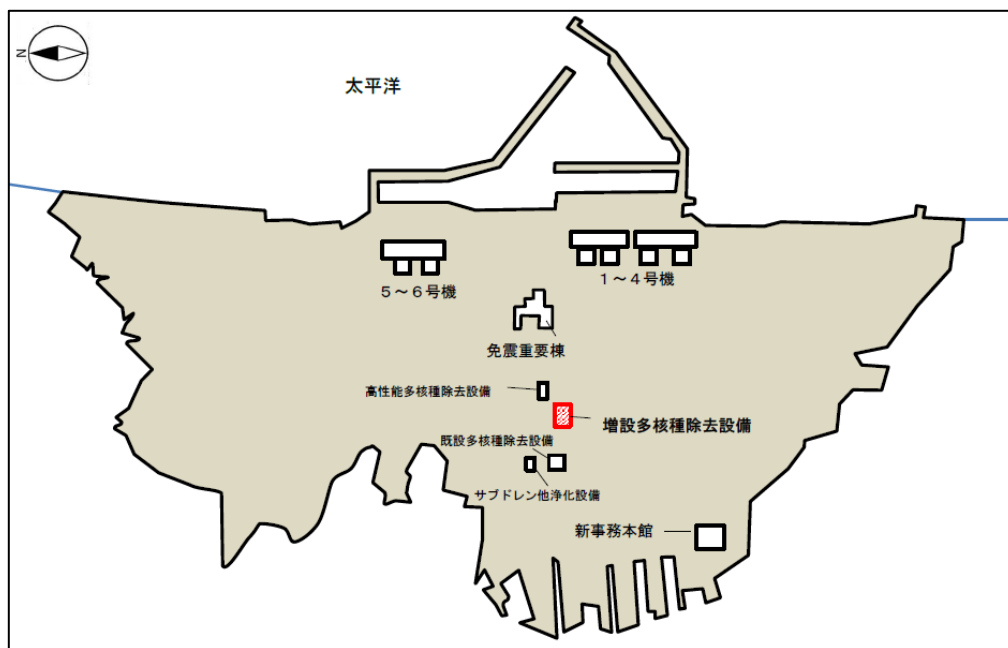 N
太平洋
5～6号機
1～4号機
免震重要棟
高性能多核種除去設備
増設多核種除去設備
既設多核種除去設備
サブドレン他浄化設備
新事務本館